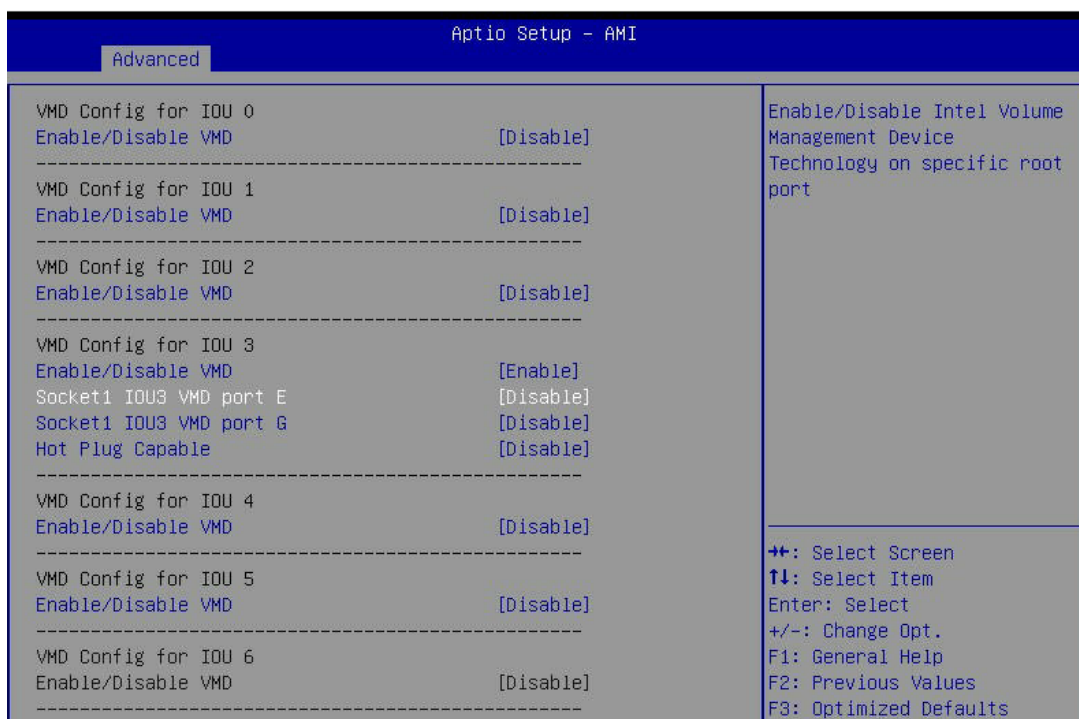 Aptio Setup - AMI
Advanced
VMD Config for IOU 0
Enable/Disable VMD [Disable]
--------------------------------------------------
VMD Config for IOU 1
Enable/Disable VMD [Disable]
--------------------------------------------------
VMD Config for IOU 2
Enable/Disable VMD [Disable]
--------------------------------------------------
VMD Config for IOU 3
Enable/Disable VMD [Enable]
Socket1 IOU3 VMD port E [Disable]
Socket1 IOU3 VMD port G [Disable]
Hot Plug Capable [Disable]
--------------------------------------------------
VMD Config for IOU 4
Enable/Disable VMD [Disable]
--------------------------------------------------
VMD Config for IOU 5
Enable/Disable VMD [Disable]
--------------------------------------------------
VMD Config for IOU 6
Enable/Disable VMD [Disable]
--------------------------------------------------
Enable/Disable Intel Volume
Management Device
Technology on specific root
port
→←: Select Screen
↑↓: Select Item
Enter: Select
+/-: Change Opt.
F1: General Help
F2: Previous Values
F3: Optimized Defaults